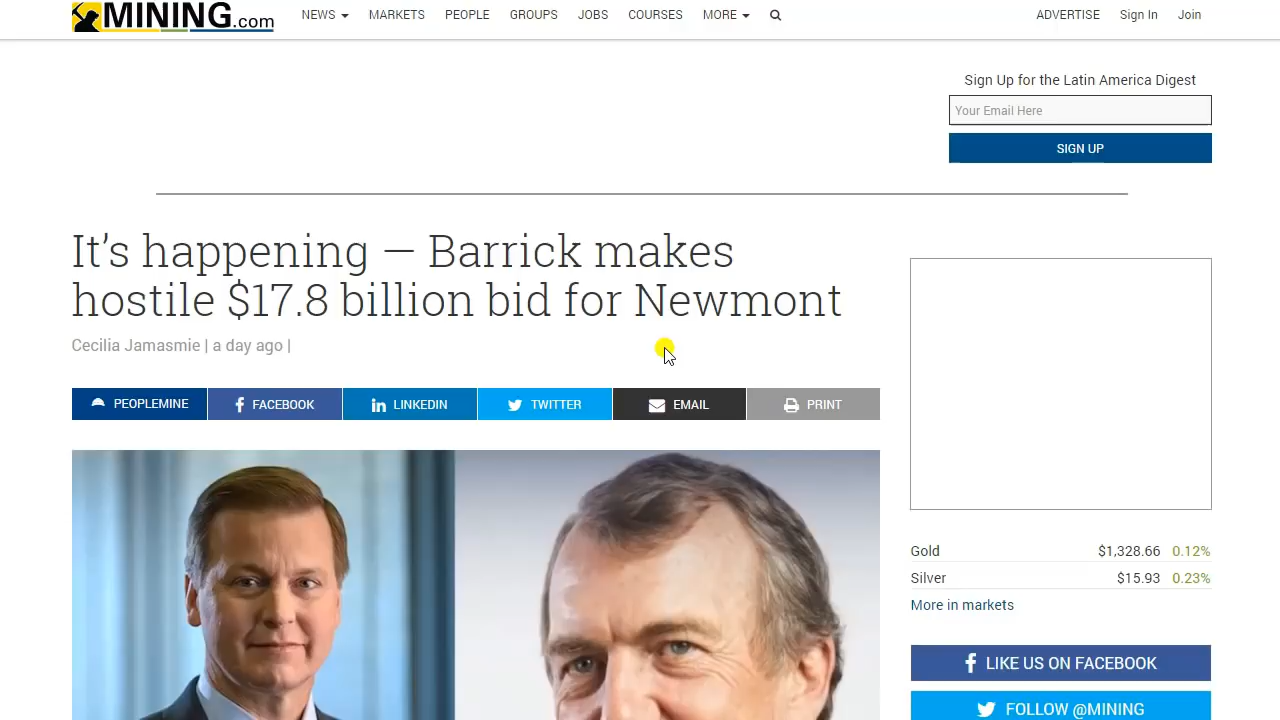 MINING.com
NEWS MARKETS PEOPLE GROUPS JOBS COURSES MORE ADVERTISE Sign In Join
Sign Up for the Latin America Digest
Your Email Here
SIGN UP
It's happening — Barrick makes
hostile $17.8 billion bid for Newmont
Cecilia Jamasmie | a day ago |
PEOPLEMINE FACEBOOK LINKEDIN TWITTER EMAIL PRINT
Gold $1,328.66 0.12%
Silver $15.93 0.23%
More in markets
LIKE US ON FACEBOOK
FOLLOW @MINING